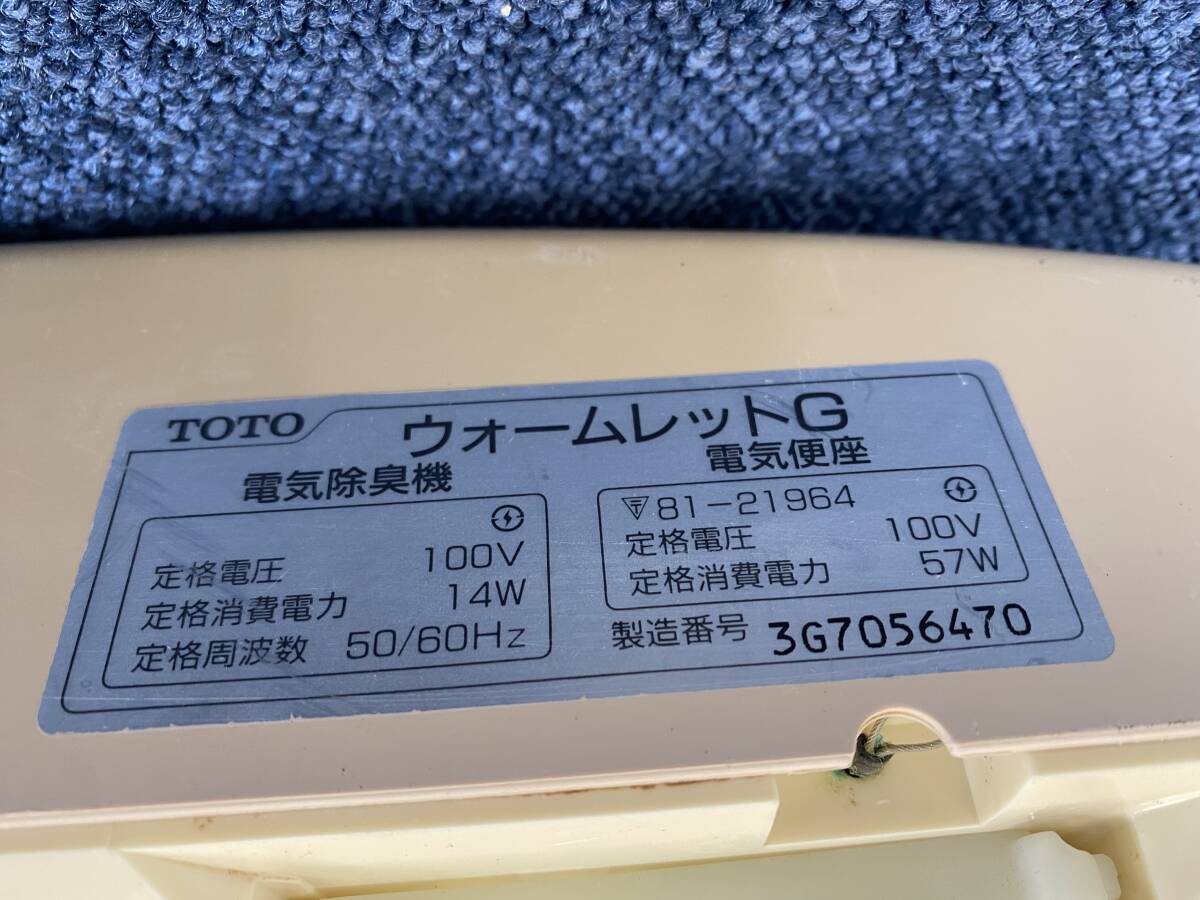 TOTO ウォームレットG
電気除臭機
定格電圧 100V
定格消費電力 14W
定格周波数 50/60Hz
電気便座
81-21964
定格電圧 100V
定格消費電力 57W
製造番号 3G7056470